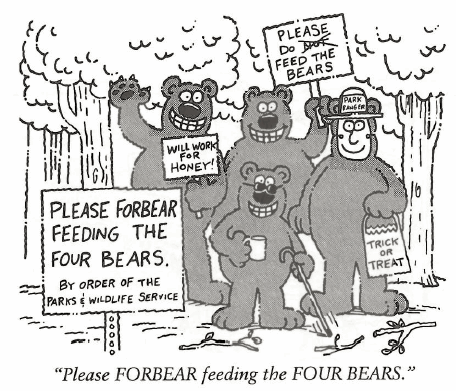 PLEASE
DO NOT
FEED THE
BEARS
PARK
RANGER
WILL WORK
FOR
HONEY!
PLEASE FORBEAR
FEEDING THE
FOUR BEARS.
BY ORDER OF THE
PARKS & WILDLIFE SERVICE
TRICK
OR
TREAT
"Please FORBEAR feeding the FOUR BEARS."